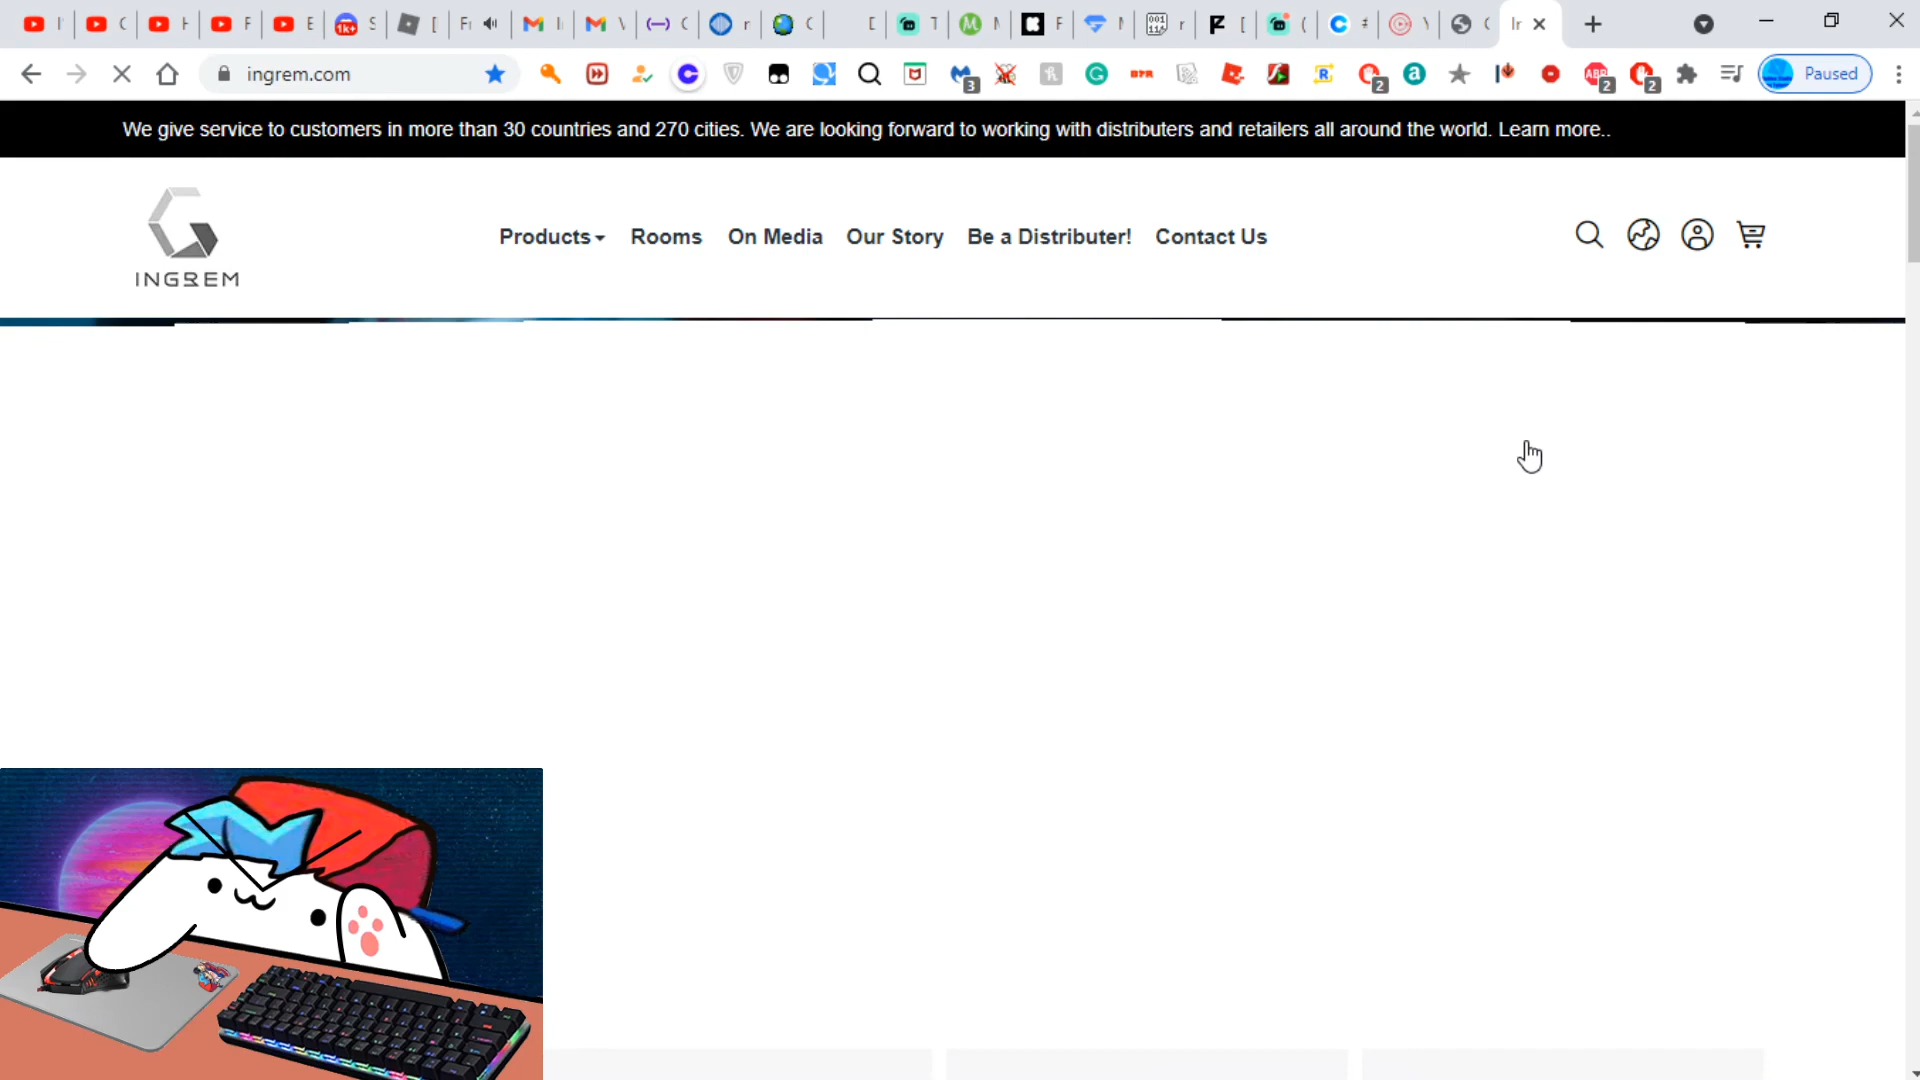 ingrem.com
Paused
We give service to customers in more than 30 countries and 270 cities. We are looking forward to working with distributers and retailers all around the world. Learn more..
INGREM
Products
Rooms
On Media
Our Story
Be a Distributer!
Contact Us